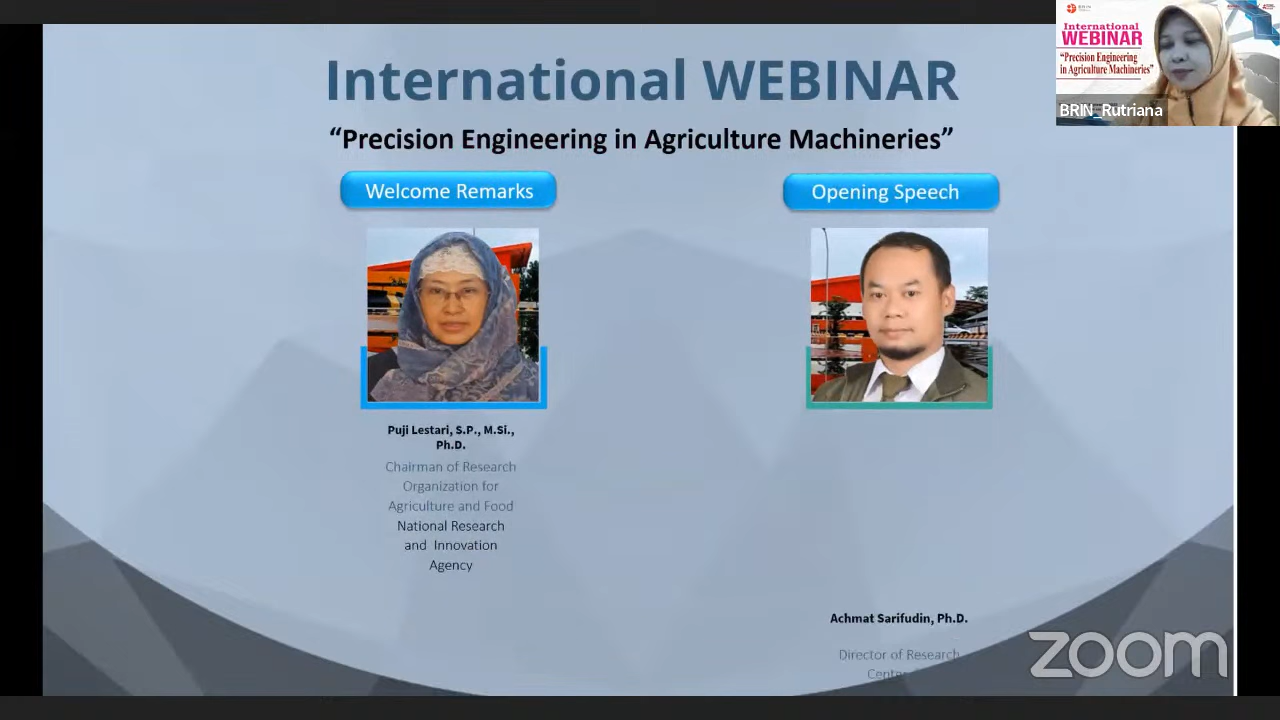 International WEBINAR
“Precision Engineering in Agriculture Machineries”
Welcome Remarks
Opening Speech
Puji Lestari, S.P., M.Si.,
Ph.D.
Chairman of Research
Organization for
Agriculture and Food
National Research
and Innovation
Agency
Achmat Sarifudin, Ph.D.
Director of Research
International
WEBINAR
“Precision Engineering
in Agriculture Machineries”
BRIN_Rutriana
zoom